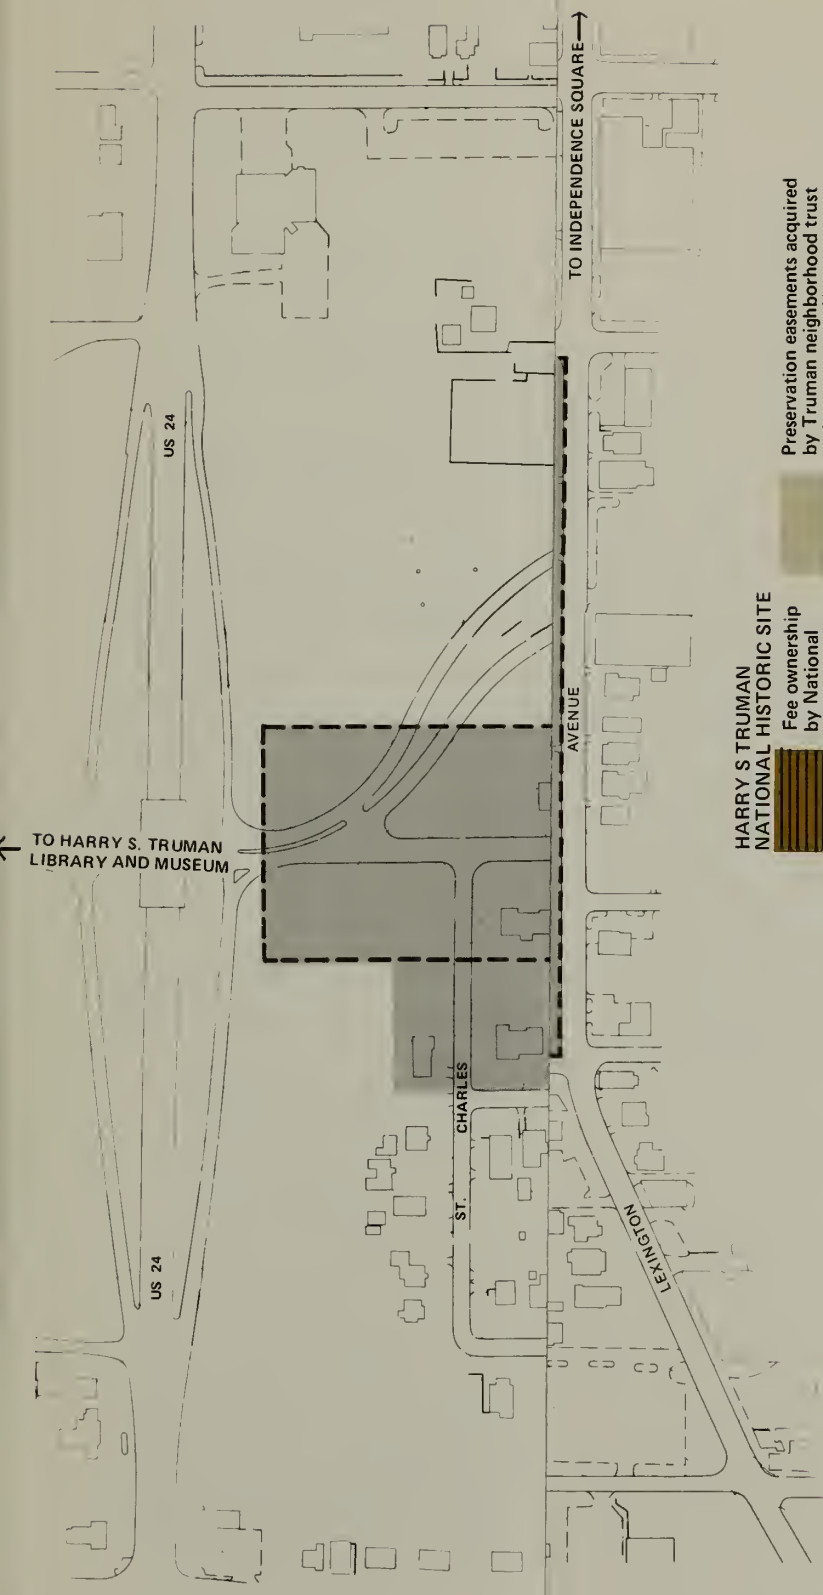 TO INDEPENDENCE SQUARE
US 24
TO HARRY S. TRUMAN
LIBRARY AND MUSEUM
AVENUE
ST. CHARLES
US 24
LEXINGTON
HARRY S TRUMAN
NATIONAL HISTORIC SITE
Fee ownership
by National
Preservation easements acquired
by Truman neighborhood trust